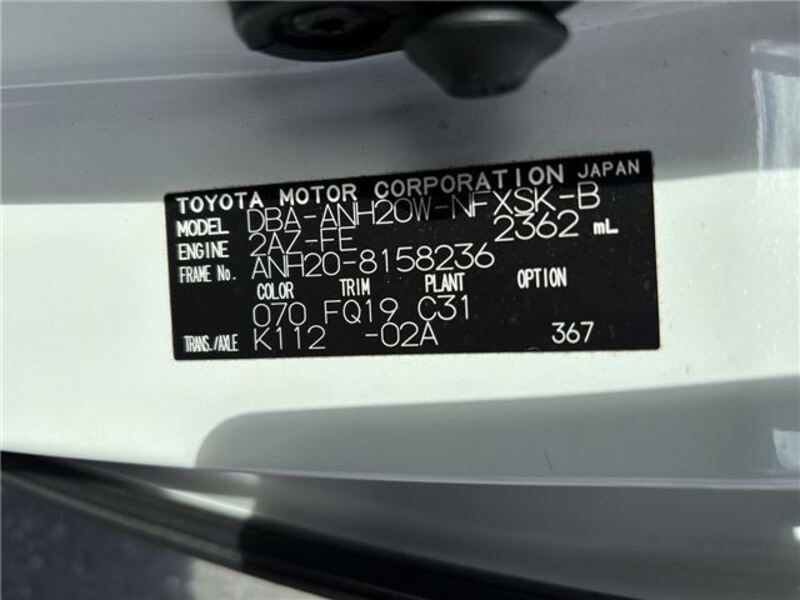 TOYOTA MOTOR CORPORATION JAPAN
MODEL DBA-ANH20W-NFXSK-B
ENGINE 2AZ-FE 2362 mL
FRAME No. ANH20-8158236
COLOR TRIM PLANT OPTION
070 FQ19 C31
TRANS./AXLE K112 -02A 367